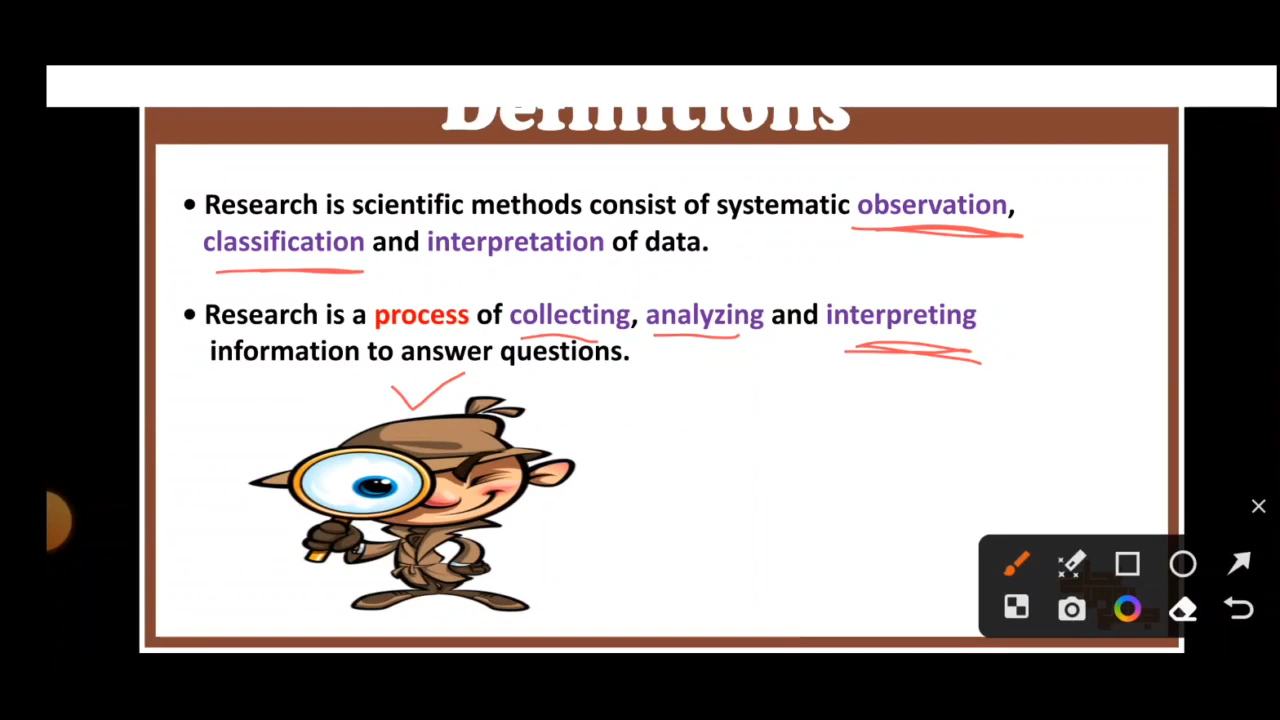 Definitions
• Research is scientific methods consist of systematic observation,
classification and interpretation of data.
• Research is a process of collecting, analyzing and interpreting
information to answer questions.